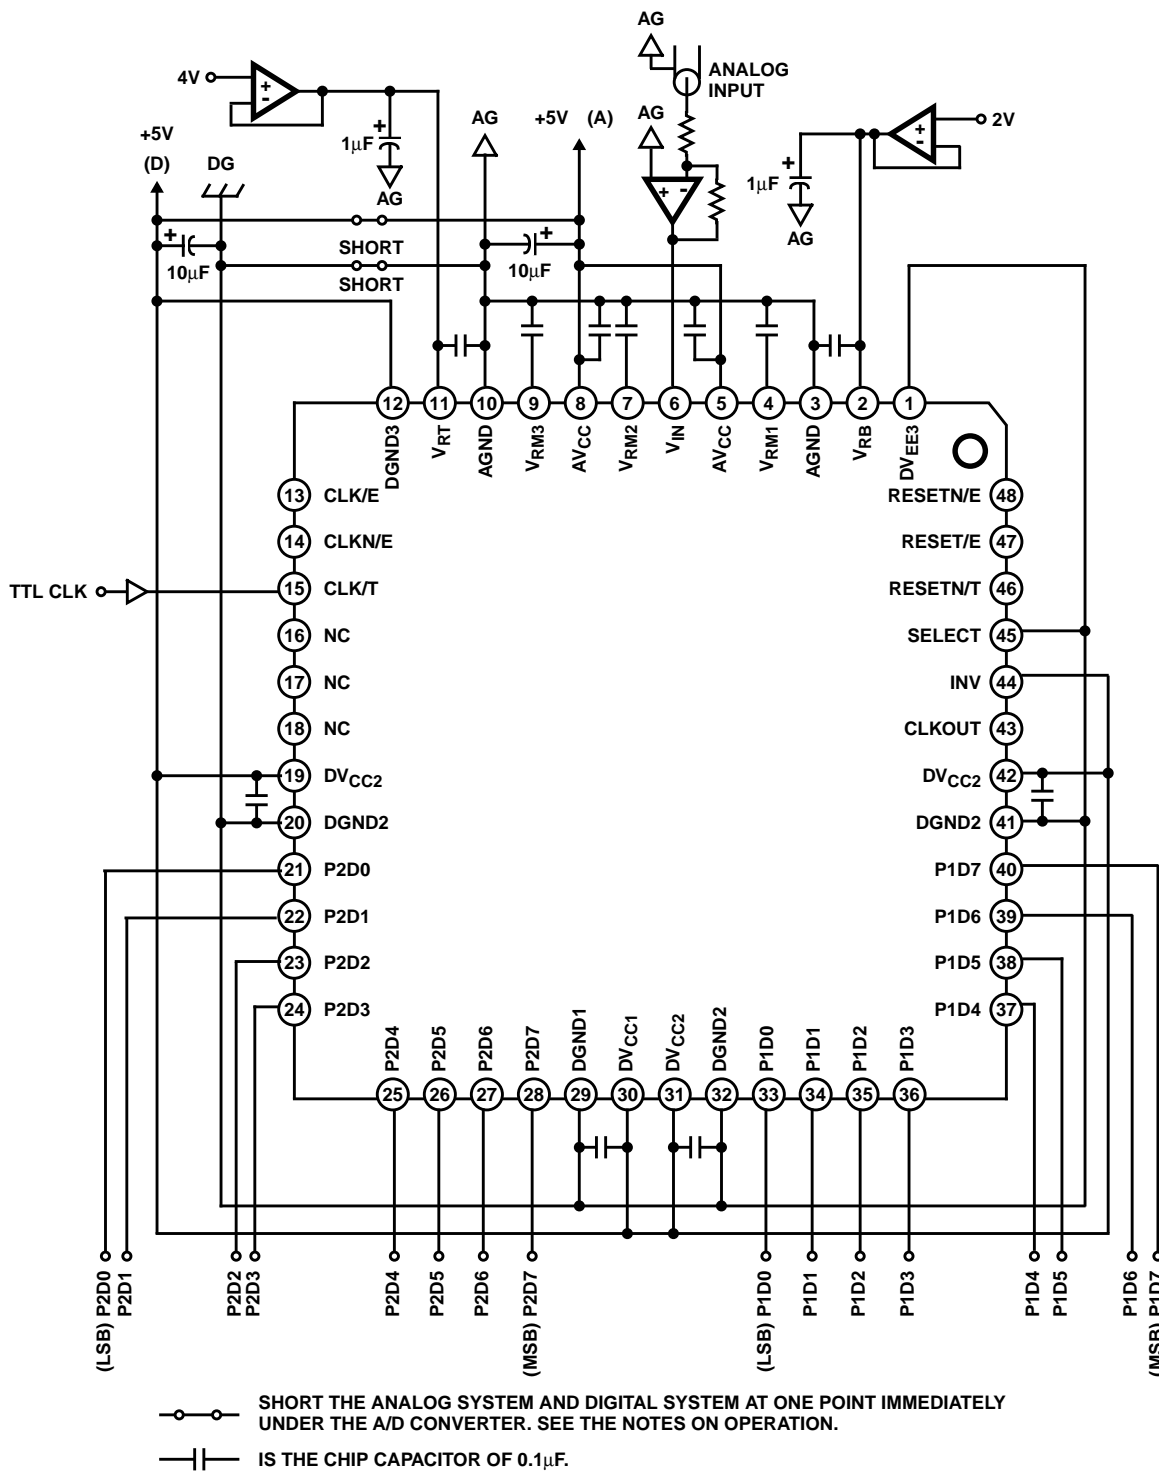 AG
ANALOG
INPUT
4V
+
-
+5V
(D)
DG
1μF
+
AG
AG
+5V (A)
AG
+
-
1μF
+
AG
+
-
2V
+
10μF
SHORT
SHORT
+
10μF
12
11
10
9
8
7
6
5
4
3
2
1
DGND3
VRT
AGND
VRM3
AVCC
VRM2
VIN
AVCC
VRM1
AGND
VRB
DVEE3
13 CLK/E
14 CLKN/E
TTL CLK
15 CLK/T
16 NC
17 NC
18 NC
19 DVCC2
20 DGND2
21 P2D0
22 P2D1
23 P2D2
24 P2D3
RESETN/E 48
RESET/E 47
RESETN/T 46
SELECT 45
INV 44
CLKOUT 43
DVCC2 42
DGND2 41
P1D7 40
P1D6 39
P1D5 38
P1D4 37
P2D4
P2D5
P2D6
P2D7
DGND1
DVCC1
DVCC2
DGND2
P1D0
P1D1
P1D2
P1D3
25
26
27
28
29
30
31
32
33
34
35
36
(LSB) P2D0
P2D1
P2D2
P2D3
P2D4
P2D5
P2D6
(MSB) P2D7
(LSB) P1D0
P1D1
P1D2
P1D3
P1D4
P1D5
P1D6
(MSB) P1D7
SHORT THE ANALOG SYSTEM AND DIGITAL SYSTEM AT ONE POINT IMMEDIATELY
UNDER THE A/D CONVERTER. SEE THE NOTES ON OPERATION.
IS THE CHIP CAPACITOR OF 0.1μF.